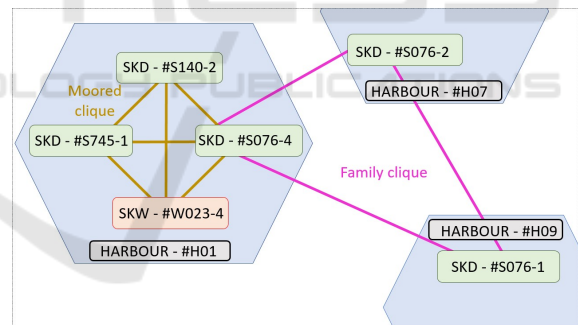 SKD - #S140-2
Moored
clique
SKD - #S745-1
SKD - #S076-4
SKW - #W023-4
HARBOUR - #H01
SKD - #S076-2
HARBOUR - #H07
Family clique
HARBOUR - #H09
SKD - #S076-1
PUBLICATIONS